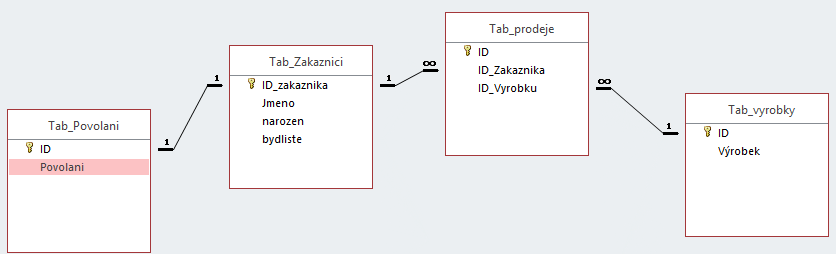 Tab_Povolani
ID
Povolani
1
1
Tab_Zakaznici
ID_zakaznika
Jmeno
narozen
bydliste
1
∞
Tab_prodeje
ID
ID_Zakaznika
ID_Vyrobku
∞
1
Tab_vyrobky
ID
Výrobek